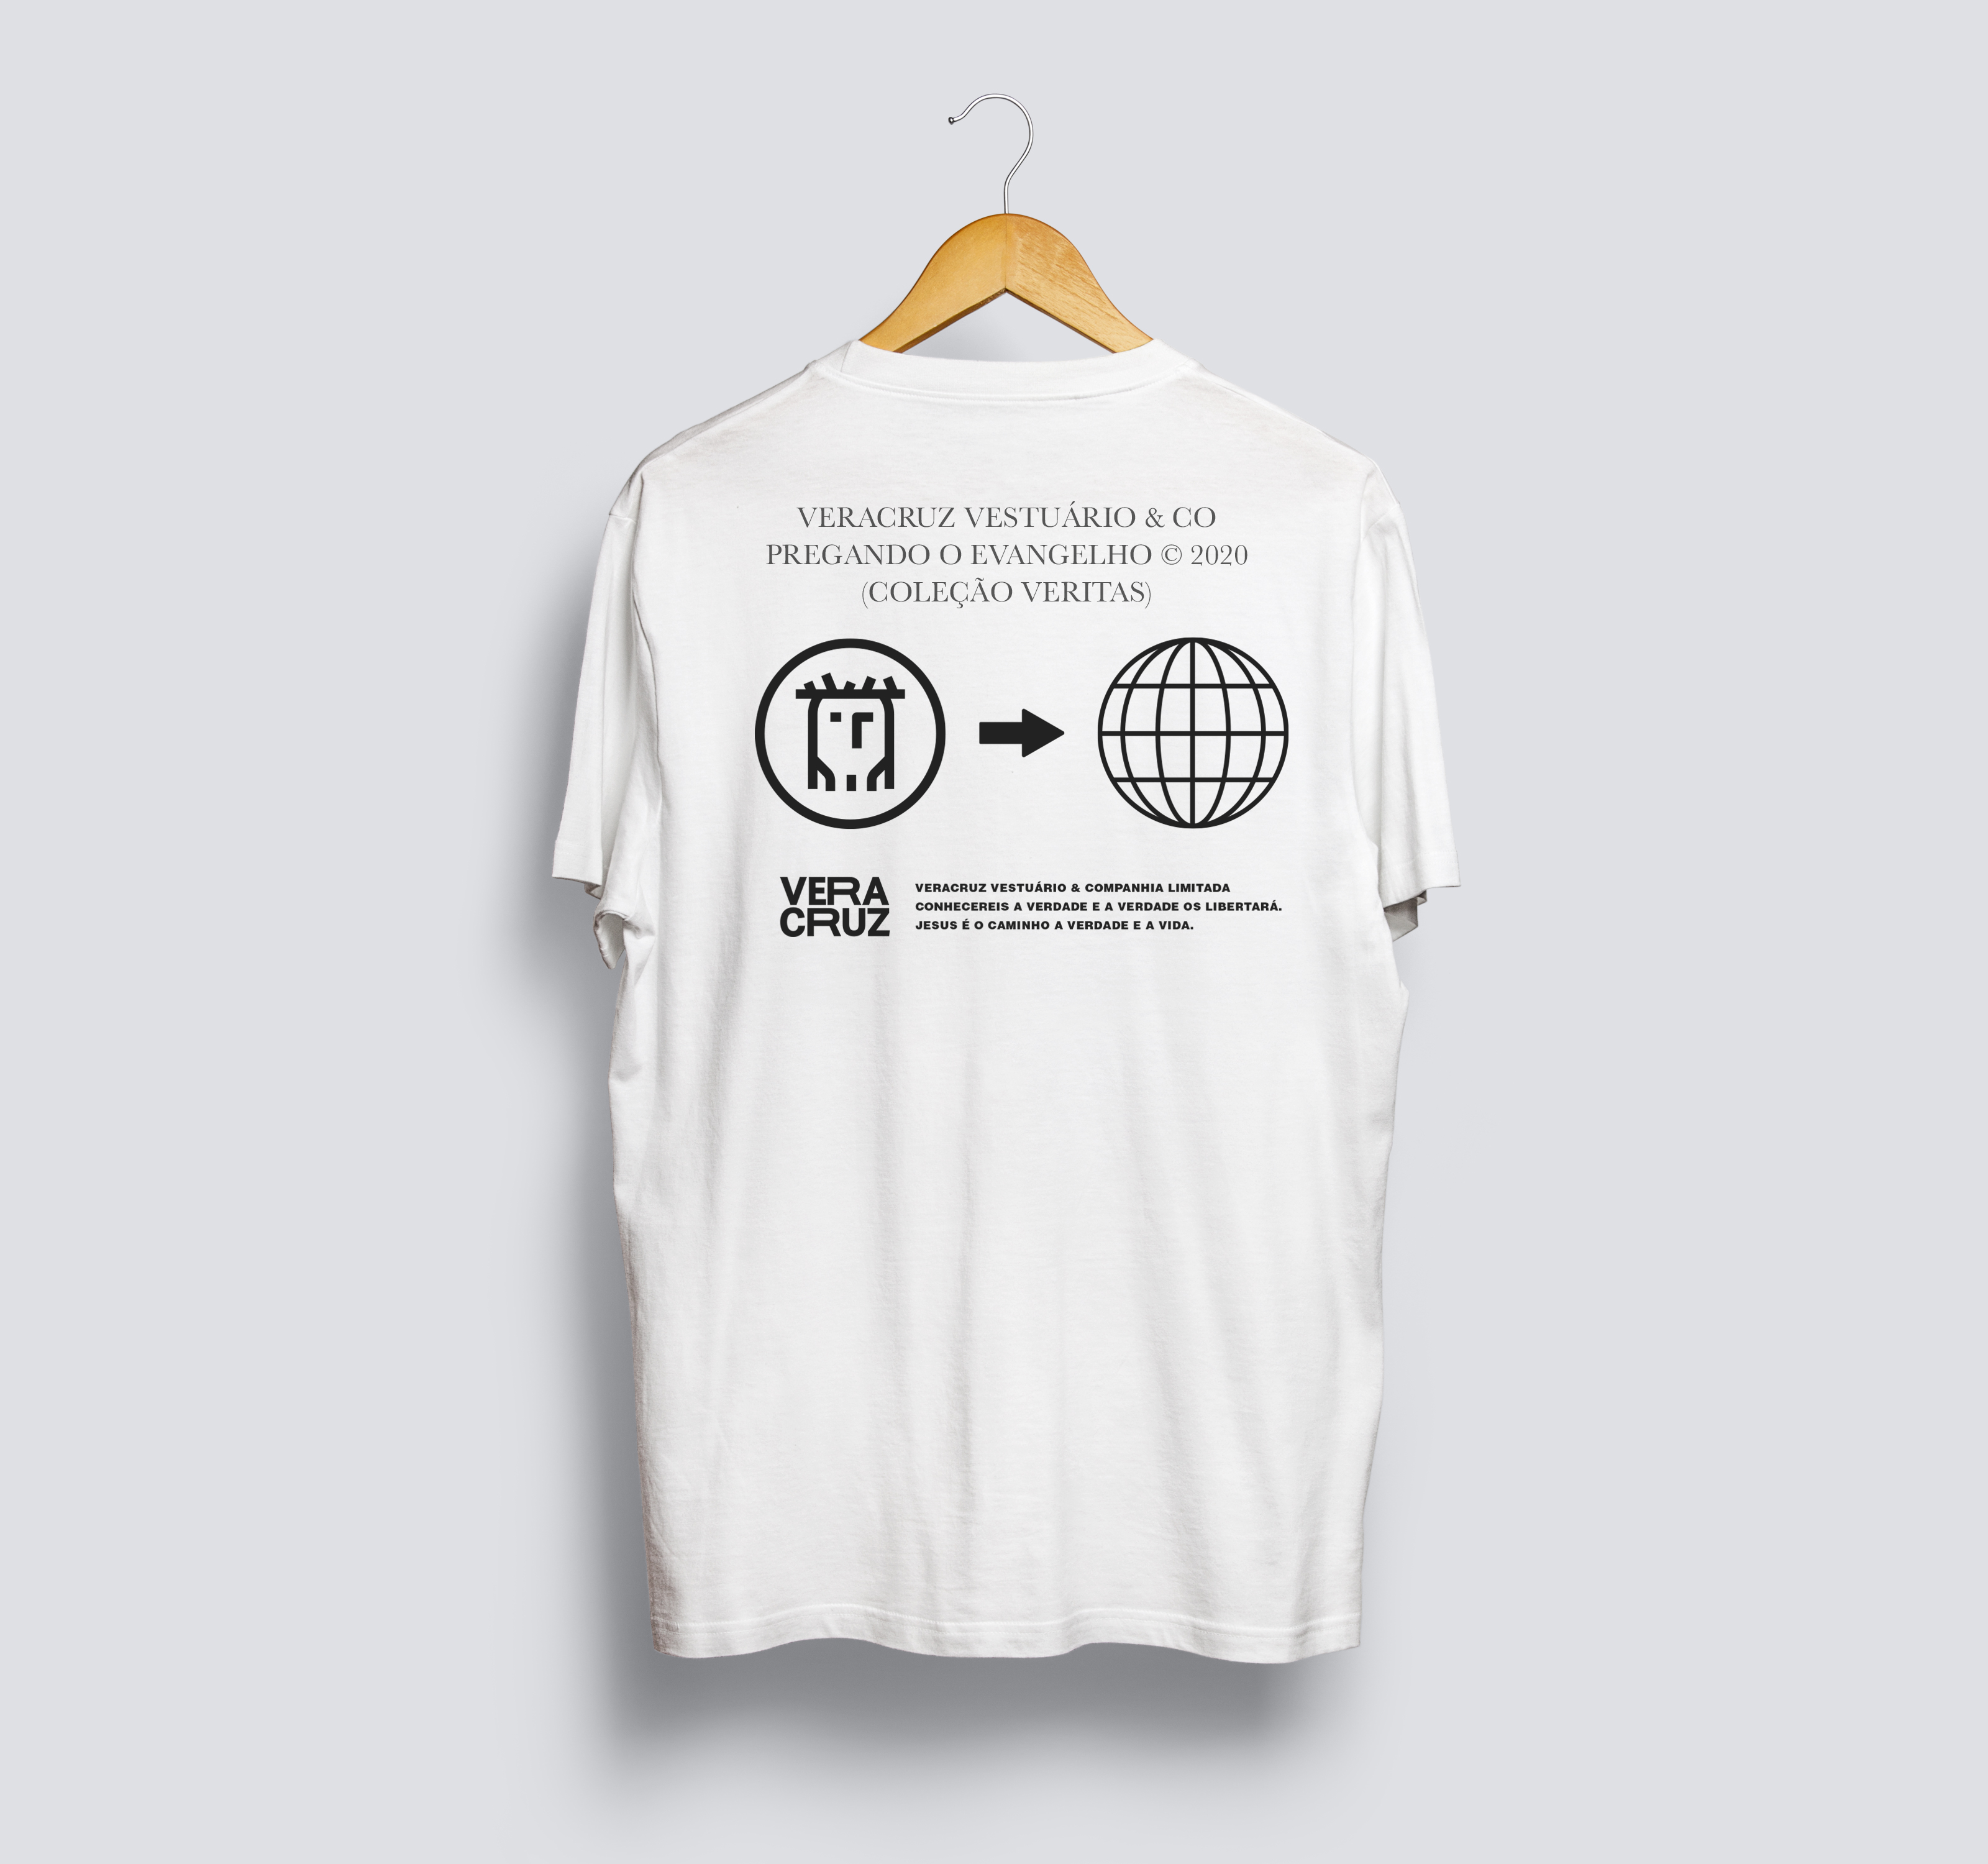 VERACRUZ VESTUÁRIO & CO
PREGANDO O EVANGELHO © 2020
(COLEÇÃO VERITAS)
VERA
CRUZ
VERACRUZ VESTUÁRIO & COMPANHIA LIMITADA
CONHECEREIS A VERDADE E A VERDADE OS LIBERTARÁ.
JESUS É O CAMINHO A VERDADE E A VIDA.